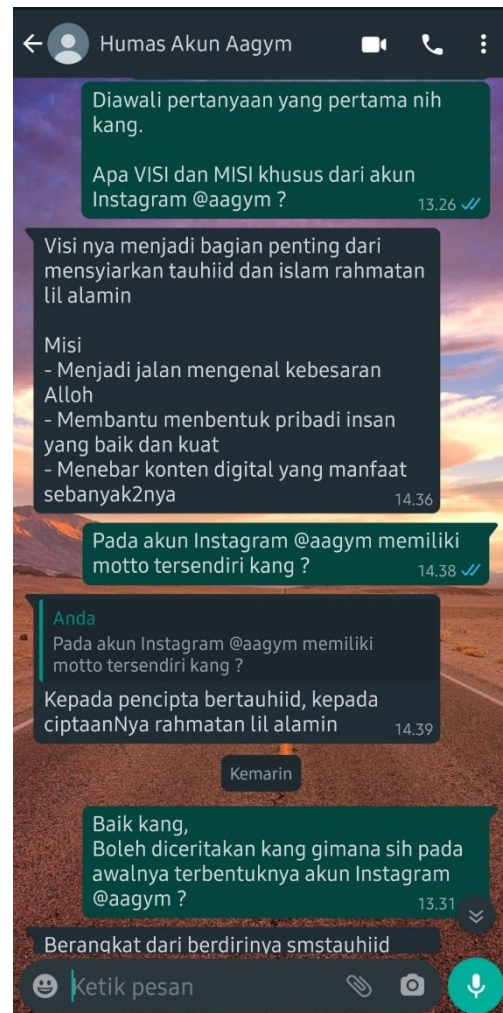 Humas Akun Aagym
Diawali pertanyaan yang pertama nih
kang.
Apa VISI dan MISI khusus dari akun
Instagram @aagym ?
13.26
Visi nya menjadi bagian penting dari
mensyiarkan tauhiid dan islam rahmatan
lil alamin
Misi
- Menjadi jalan mengenal kebesaran
Alloh
- Membantu menbentuk pribadi insan
yang baik dan kuat
- Menebar konten digital yang manfaat
sebanyak2nya
14.36
Pada akun Instagram @aagym memiliki
motto tersendiri kang ?
14.38
Anda
Pada akun Instagram @aagym memiliki
motto tersendiri kang ?
Kepada pencipta bertauhiid, kepada
ciptaanNya rahmatan lil alamin
14.39
Kemarin
Baik kang,
Boleh diceritakan kang gimana sih pada
awalnya terbentuknya akun Instagram
@aagym ?
13.31
Berangkat dari berdirinya smstauhiid
Ketik pesan